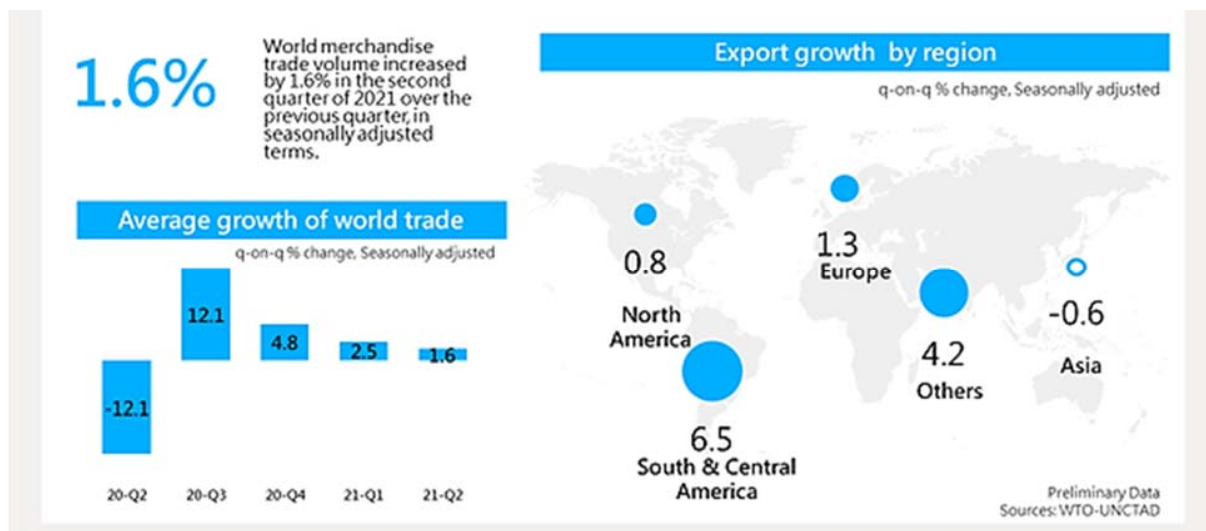 1.6%
World merchandise
trade volume increased
by 1.6% in the second
quarter of 2021 over the
previous quarter, in
seasonally adjusted
terms.
Average growth of world trade
q-on-q % change, Seasonally adjusted
12.1
4.8
2.5
1.6
-12.1
20-Q2 20-Q3 20-Q4 21-Q1 21-Q2
Export growth by region
q-on-q % change, Seasonally adjusted
0.8
North
America
1.3
Europe
-0.6
Asia
4.2
Others
6.5
South & Central
America
Preliminary Data
Sources: WTO-UNCTAD